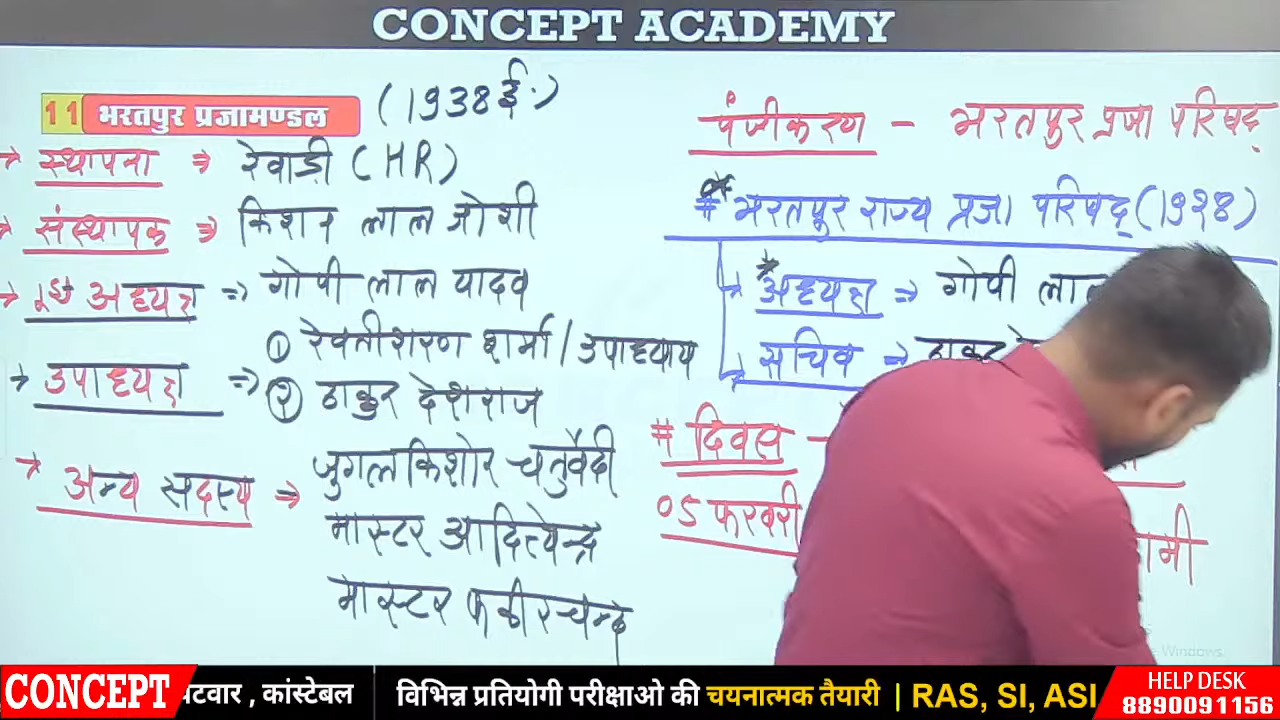 CONCEPT ACADEMY
11 भरतपुर प्रजामण्डल (1938ई.)
→ स्थापना ⇒ रेवाड़ी (HR)
→ संस्थापक ⇒ किशन लाल जोशी
→ अध्यक्ष ⇒ गोपी लाल यादव
→ उपाध्यक्ष ⇒ ① रेवतीशरण शर्मा / उपाध्याय
② ठाकुर देशराज
→ अन्य सदस्य ⇒ जुगलकिशोर चतुर्वेदी
मास्टर आदित्येन्द्र
मास्टर फकीरचन्द
पंजीकरण - भरतपुर प्रजा परिषद्
# भरतपुर राज्य प्रजा परिषद् (1928)
→ अध्यक्ष ⇒ गोपी लाल
→ सचिव ⇒ ठाकुर
# दिवस -
05 फरवरी
CONCEPT
पटवार , कांस्टेबल
विभिन्न प्रतियोगी परीक्षाओ की चयनात्मक तैयारी | RAS, SI, ASI
HELP DESK
8890091156